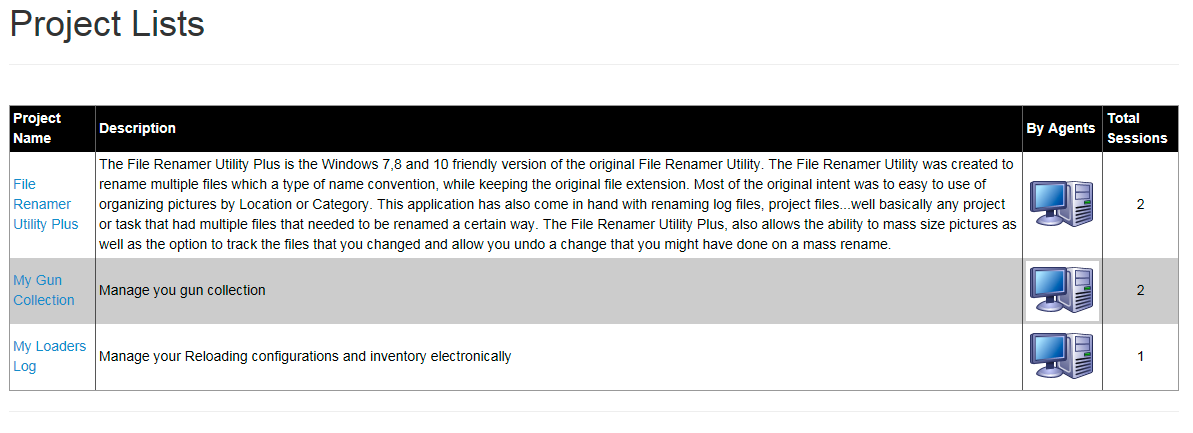 Project Lists
Project
Name
Description
By Agents
Total
Sessions
File
Renamer
Utility Plus
The File Renamer Utility Plus is the Windows 7,8 and 10 friendly version of the original File Renamer Utility. The File Renamer Utility was created to
rename multiple files which a type of name convention, while keeping the original file extension. Most of the original intent was to easy to use of
organizing pictures by Location or Category. This application has also come in hand with renaming log files, project files...well basically any project
or task that had multiple files that needed to be renamed a certain way. The File Renamer Utility Plus, also allows the ability to mass size pictures as
well as the option to track the files that you changed and allow you undo a change that you might have done on a mass rename.
2
My Gun
Collection
Manage you gun collection
2
My Loaders
Log
Manage your Reloading configurations and inventory electronically
1